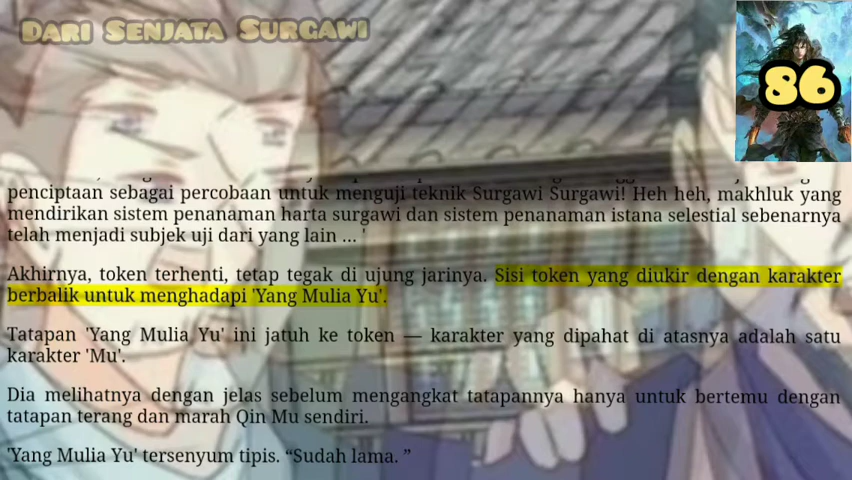 Dari Senjata Surgawi
86
penciptaan sebagai percobaan untuk menguji teknik Surgawi Surgawi! Heh heh, makhluk yang
mendirikan sistem penanaman harta surgawi dan sistem penanaman istana selestial sebenarnya
telah menjadi subjek uji dari yang lain ... '
Akhirnya, token terhenti, tetap tegak di ujung jarinya. Sisi token yang diukir dengan karakter
berbalik untuk menghadapi 'Yang Mulia Yu'.
Tatapan 'Yang Mulia Yu' ini jatuh ke token — karakter yang dipahat di atasnya adalah satu
karakter 'Mu'.
Dia melihatnya dengan jelas sebelum mengangkat tatapannya hanya untuk bertemu dengan
tatapan terang dan marah Qin Mu sendiri.
'Yang Mulia Yu' tersenyum tipis. “Sudah lama. ”